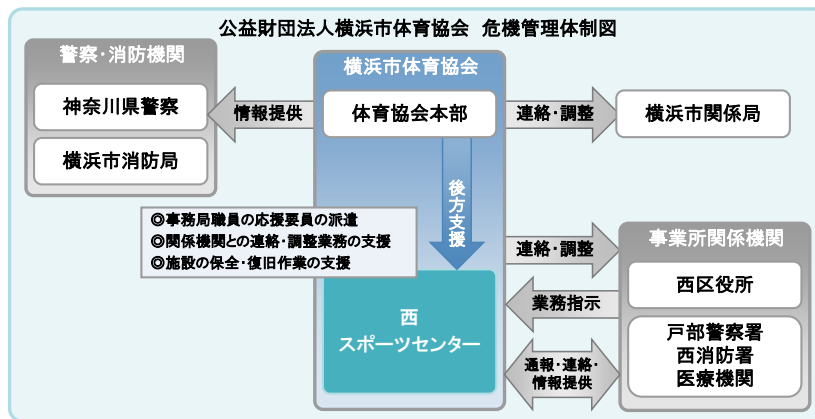 公益財団法人横浜市体育協会 危機管理体制図
警察・消防機関
神奈川県警察
横浜市消防局
情報提供
横浜市体育協会
体育協会本部
連絡・調整
横浜市関係局
後方支援
◎事務局職員の応援要員の派遣
◎関係機関との連絡・調整業務の支援
◎施設の保全・復旧作業の支援
西
スポーツセンター
連絡・調整
業務指示
通報・連絡・
情報提供
事業所関係機関
西区役所
戸部警察署
西消防署
医療機関